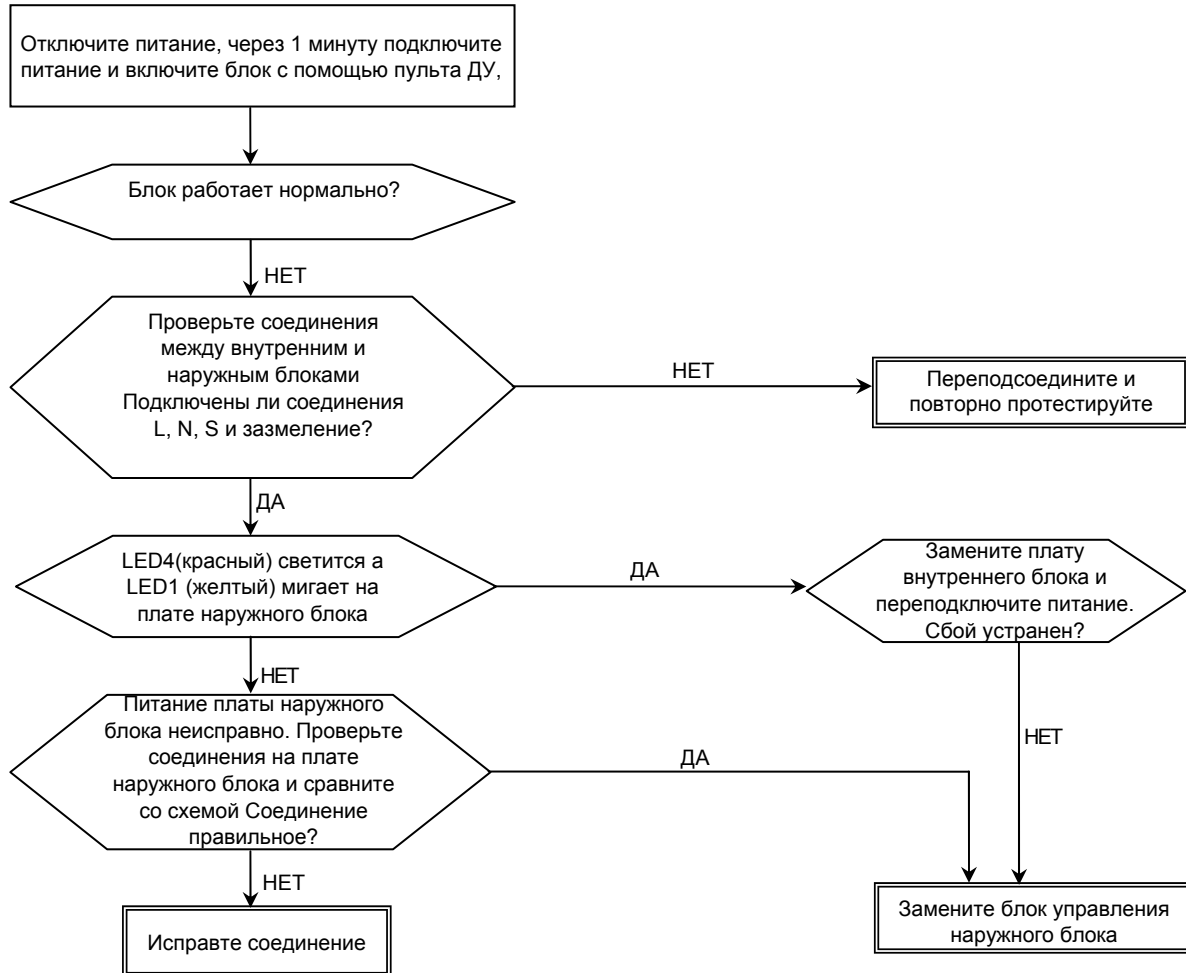 Отключите питание, через 1 минуту подключите
питание и включите блок с помощью пульта ДУ,
Блок работает нормально?
НЕТ
Проверьте соединения
между внутренним и
наружным блоками
Подключены ли соединения
L, N, S и зазмеление?
НЕТ
Переподсоедините и
повторно протестируйте
ДА
LED4(красный) светится а
LED1 (желтый) мигает на
плате наружного блока
ДА
Замените плату
внутреннего блока и
переподключите питание.
Сбой устранен?
НЕТ
Питание платы наружного
блока неисправно. Проверьте
соединения на плате
наружного блока и сравните
со схемой Соединение
правильное?
ДА
НЕТ
НЕТ
Исправте соединение
Замените блок управления
наружного блока